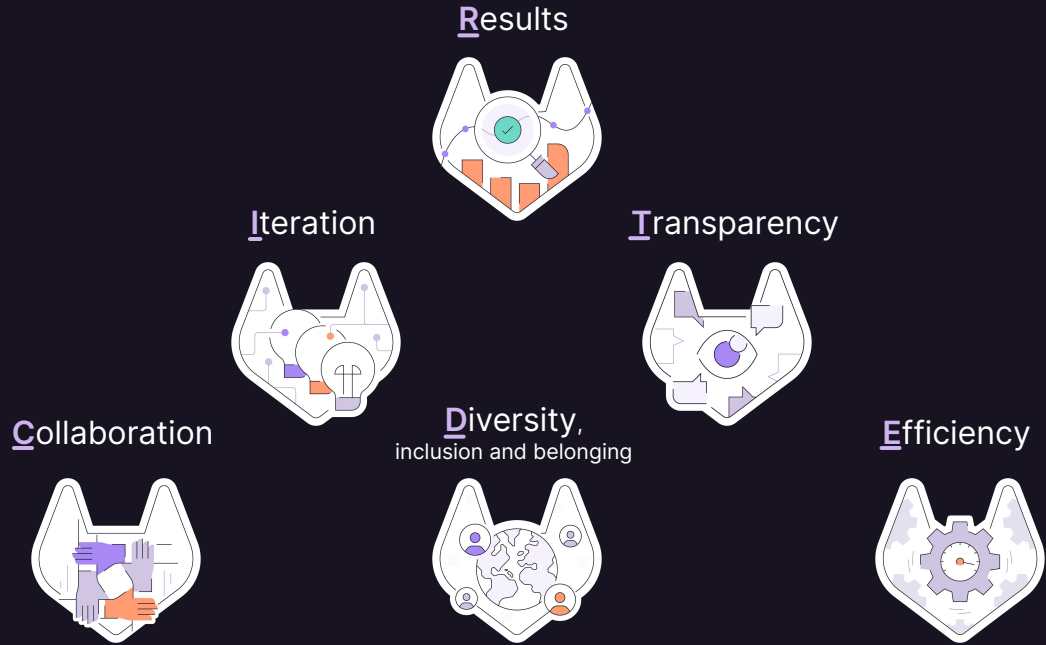 Results
Iteration
Transparency
Collaboration
Diversity,
inclusion and belonging
Efficiency